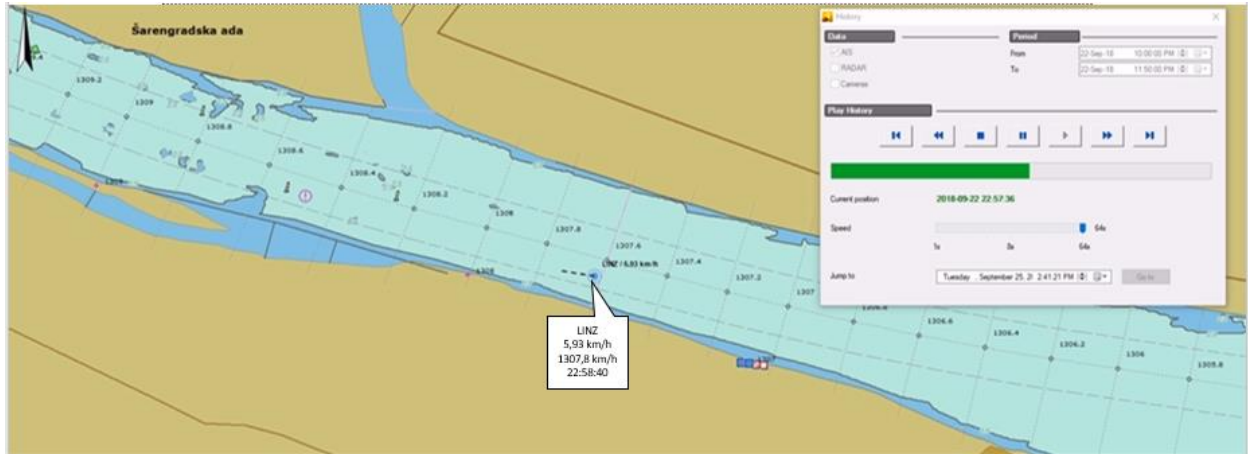 Šarengradska ada
1309.2
1309
1308.8
1308.6
1308.4
1308.2
1308
1307.8
1307.6
1307.4
1307.2
1307
1306.6
1306.4
1306.2
1306
1305.8
1308
1307
LINZ / 5,93 km/h
LINZ
5,93 km/h
1307,8 km/h
22:58:40
History
Data
AIS
RADAR
Cameras
Period
From
22-Sep-18 10:00:00 PM
To
22-Sep-18 11:50:00 PM
Play History
Current position
2018-09-22 22:57:36
Speed
64x
1x
8x
64x
Jump to
Tuesday , September 25, 2( 2:41:21 PM
Go to